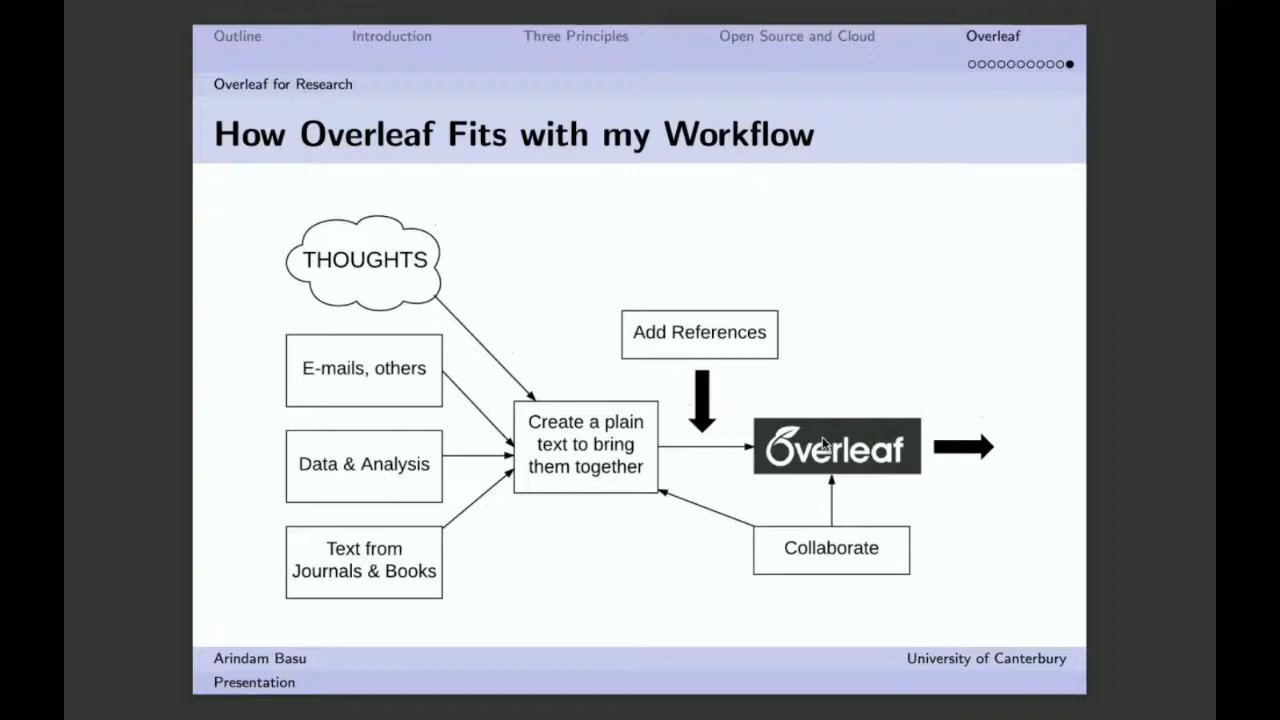 Outline Introduction Three Principles Open Source and Cloud Overleaf
Overleaf for Research
How Overleaf Fits with my Workflow
THOUGHTS
E-mails, others
Data & Analysis
Text from
Journals & Books
Create a plain
text to bring
them together
Add References
Overleaf
Collaborate
Arindam Basu University of Canterbury
Presentation